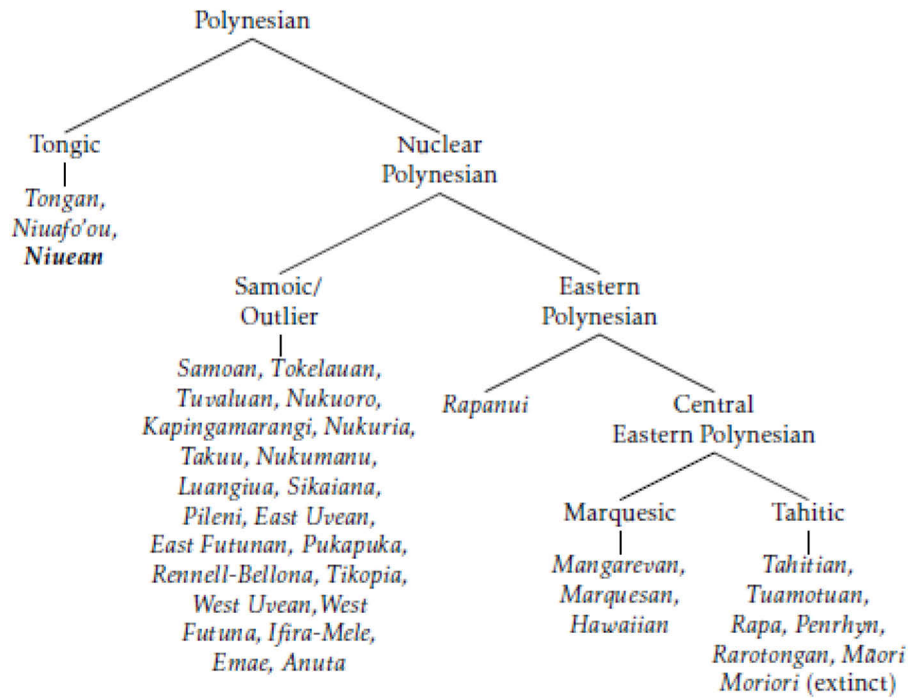 Polynesian
Tongic
Tongan,
Niuafo'ou,
Niuean
Nuclear
Polynesian
Samoic/
Outlier
Samoan, Tokelauan,
Tuvaluan, Nukuoro,
Kapingamarangi, Nukuria,
Takuu, Nukumanu,
Luangiua, Sikaiana,
Pileni, East Uvean,
East Futunan, Pukapuka,
Rennell-Bellona, Tikopia,
West Uvean,West
Futuna, Ifira-Mele,
Emae, Anuta
Eastern
Polynesian
Rapanui
Central
Eastern Polynesian
Marquesic
Mangarevan,
Marquesan,
Hawaiian
Tahitic
Tahitian,
Tuamotuan,
Rapa, Penrhyn,
Rarotongan, Māori
Moriori (extinct)